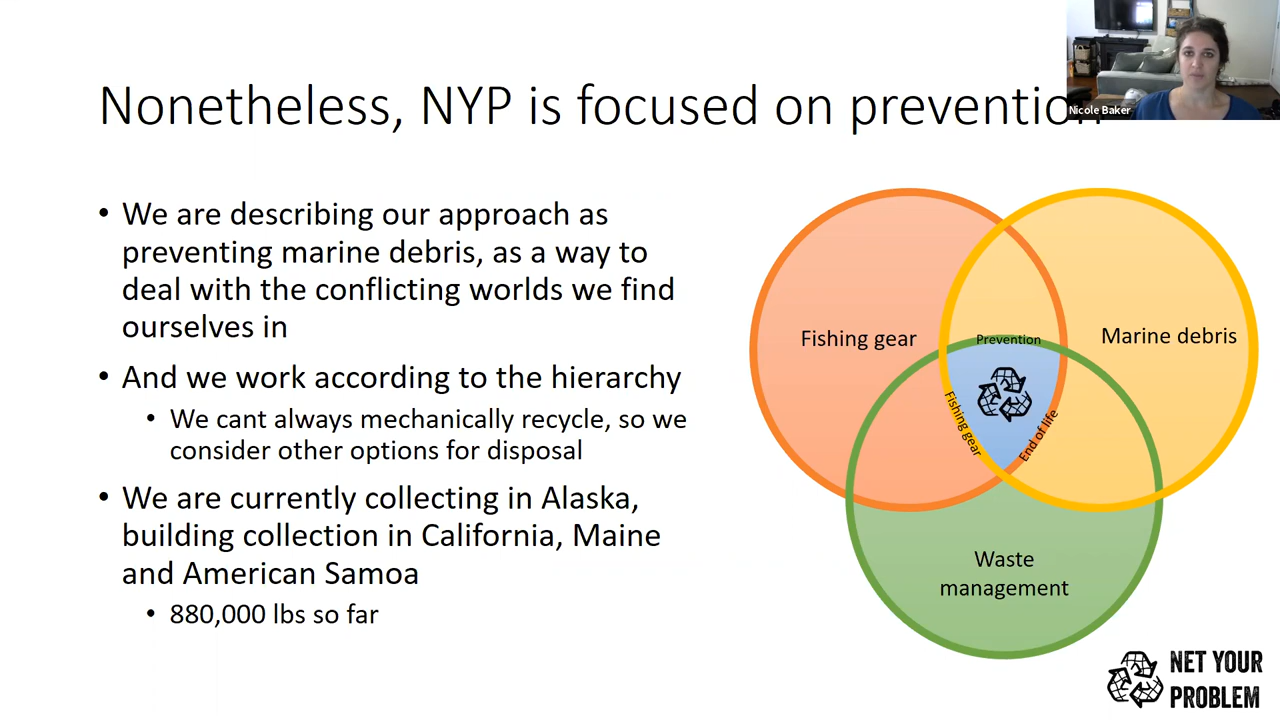 Nicole Baker
Nonetheless, NYP is focused on prevention
• We are describing our approach as
preventing marine debris, as a way to
deal with the conflicting worlds we find
ourselves in
• And we work according to the hierarchy
• We cant always mechanically recycle, so we
consider other options for disposal
• We are currently collecting in Alaska,
building collection in California, Maine
and American Samoa
• 880,000 lbs so far
Fishing gear
Marine debris
Prevention
Fishing gear
End of life
Waste
management
NET YOUR
PROBLEM